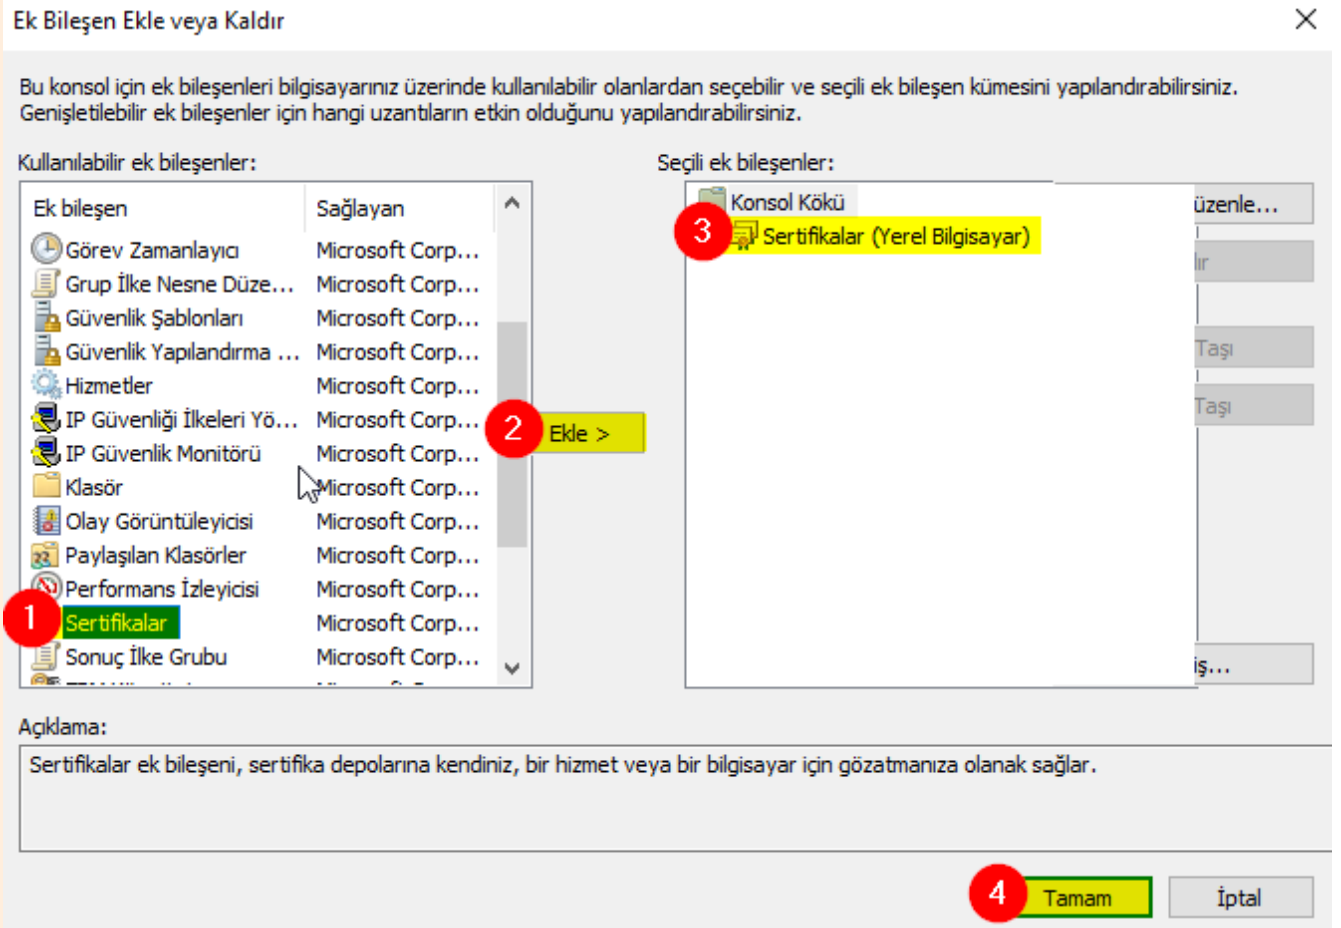 Ek Bileşen Ekle veya Kaldır
Bu konsol için ek bileşenleri bilgisayarınız üzerinde kullanılabilir olanlardan seçebilir ve seçili ek bileşen kümesini yapılandırabilirsiniz.
Genişletilebilir ek bileşenler için hangi uzantıların etkin olduğunu yapılandırabilirsiniz.
Kullanılabilir ek bileşenler:
Ek bileşen Sağlayan
Görev Zamanlayıcı Microsoft Corp...
Grup İlke Nesne Düze... Microsoft Corp...
Güvenlik Şablonları Microsoft Corp...
Güvenlik Yapılandırma ... Microsoft Corp...
Hizmetler Microsoft Corp...
IP Güvenliği İlkeleri Yö... Microsoft Corp...
IP Güvenlik Monitörü Microsoft Corp...
Klasör Microsoft Corp...
Olay Görüntüleyicisi Microsoft Corp...
Paylaşılan Klasörler Microsoft Corp...
Performans İzleyicisi Microsoft Corp...
1 Sertifikalar Microsoft Corp...
Sonuç İlke Grubu Microsoft Corp...
2 Ekle >
Seçili ek bileşenler:
Konsol Kökü
3 Sertifikalar (Yerel Bilgisayar)
üzenle...
ır
Taşı
Taşı
iş...
Açıklama:
Sertifikalar ek bileşeni, sertifika depolarına kendiniz, bir hizmet veya bir bilgisayar için gözatmanıza olanak sağlar.
4 Tamam
İptal